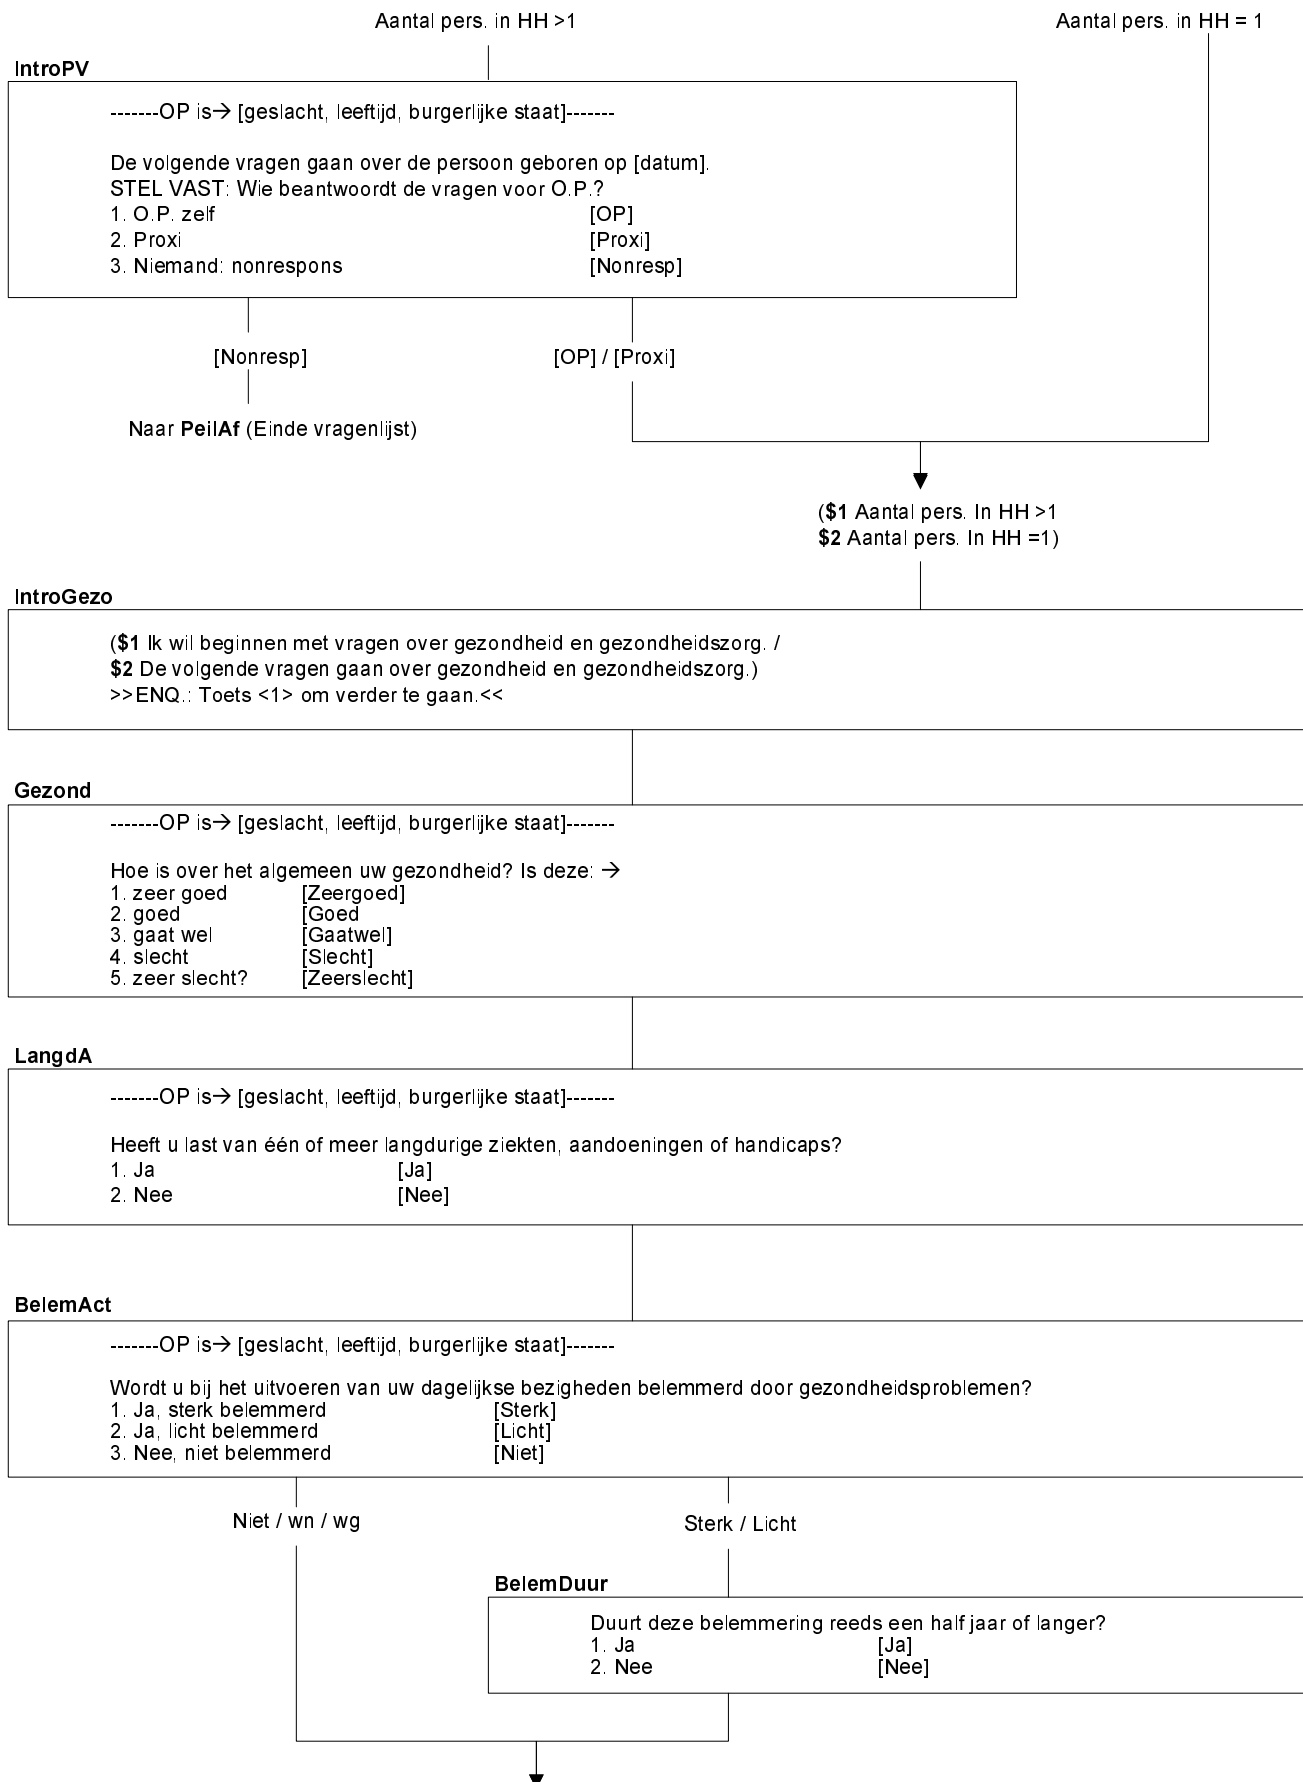 Aantal pers. in HH >1
Aantal pers. in HH = 1
IntroPV
-------OP is→ [geslacht, leeftijd, burgerlijke staat]-------
De volgende vragen gaan over de persoon geboren op [datum].
STEL VAST: Wie beantwoordt de vragen voor O.P.?
1. O.P. zelf [OP]
2. Proxi [Proxi]
3. Niemand: nonrespons [Nonresp]
[Nonresp]
[OP] / [Proxi]
Naar PeilAf (Einde vragenlijst)
($1 Aantal pers. In HH >1
$2 Aantal pers. In HH =1)
IntroGezo
($1 Ik wil beginnen met vragen over gezondheid en gezondheidszorg. /
$2 De volgende vragen gaan over gezondheid en gezondheidszorg.)
>>ENQ.: Toets <1> om verder te gaan.<<
Gezond
-------OP is→ [geslacht, leeftijd, burgerlijke staat]-------
Hoe is over het algemeen uw gezondheid? Is deze: →
1. zeer goed [Zeergoed]
2. goed [Goed
3. gaat wel [Gaatwel]
4. slecht [Slecht]
5. zeer slecht? [Zeerslecht]
LangdA
-------OP is→ [geslacht, leeftijd, burgerlijke staat]-------
Heeft u last van één of meer langdurige ziekten, aandoeningen of handicaps?
1. Ja [Ja]
2. Nee [Nee]
BelemAct
-------OP is→ [geslacht, leeftijd, burgerlijke staat]-------
Wordt u bij het uitvoeren van uw dagelijkse bezigheden belemmerd door gezondheidsproblemen?
1. Ja, sterk belemmerd [Sterk]
2. Ja, licht belemmerd [Licht]
3. Nee, niet belemmerd [Niet]
Niet / wn / wg
Sterk / Licht
BelemDuur
Duurt deze belemmering reeds een half jaar of langer?
1. Ja [Ja]
2. Nee [Nee]